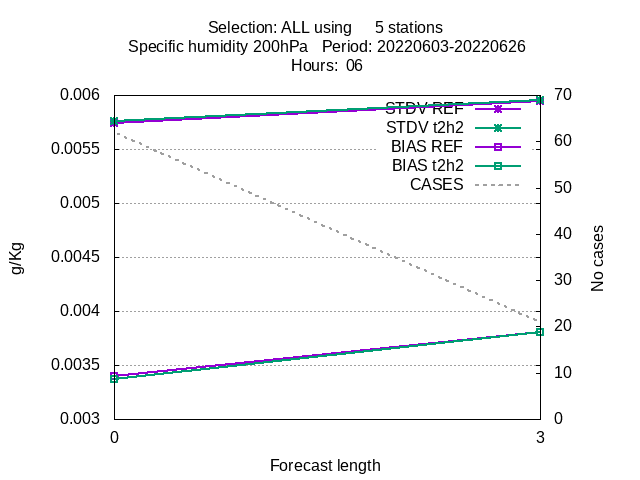 Selection: ALL using     5 stations
Specific humidity 200hPa   Period: 20220603-20220626
Hours:  06
0.006
0.0055
0.005
0.0045
0.004
0.0035
0.003
g/Kg
STDV REF
STDV t2h2
BIAS REF
BIAS t2h2
CASES
70
60
50
40
30
20
10
0
No cases
0
3
Forecast length